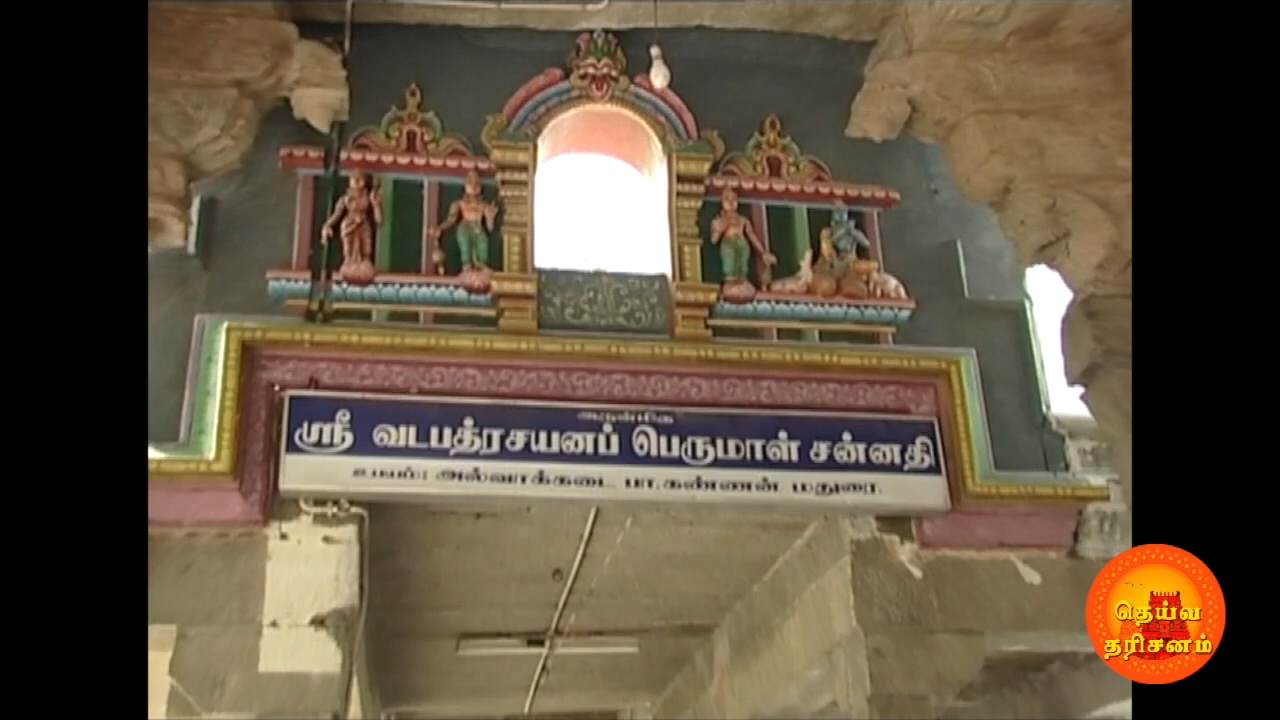 அருள்மிகு
ஸ்ரீ வடபத்ரசயனப் பெருமாள் சன்னதி
உபயம்: அல்வாக்கடை பா.கண்ணன் மதுரை.
தெய்வ
தரிசனம்